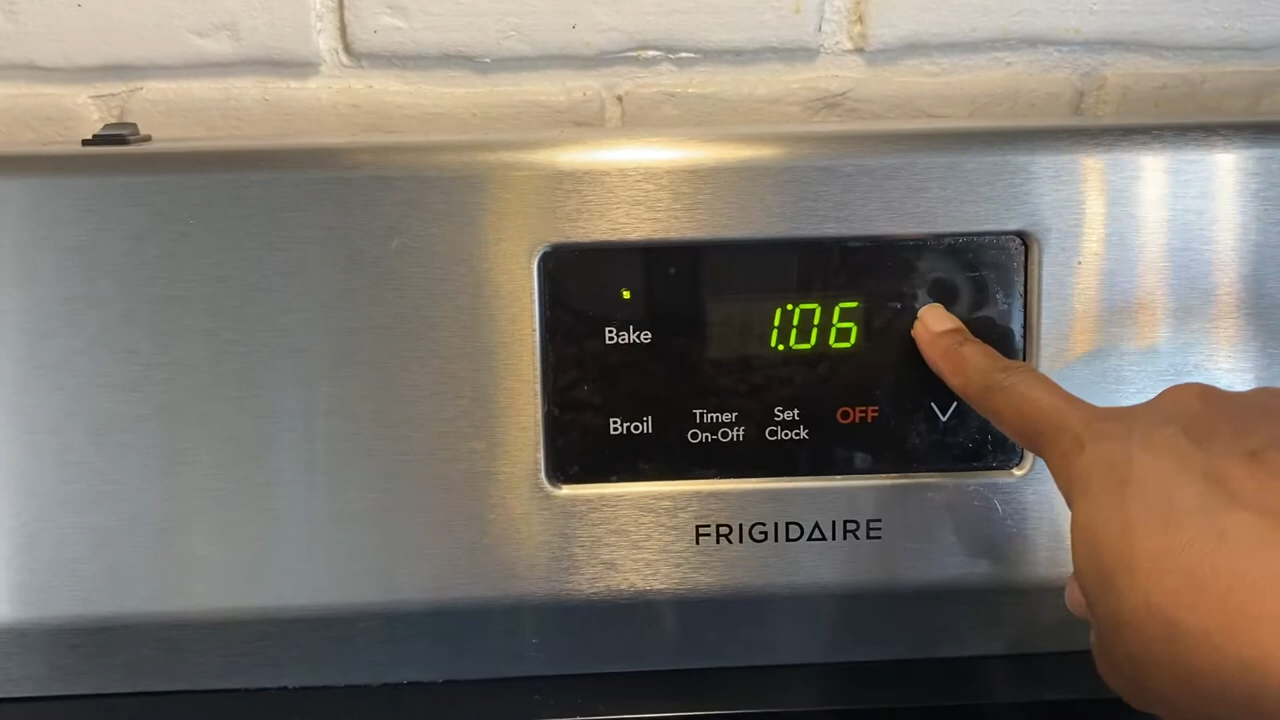 Bake
1:06
Broil
Timer
On-Off
Set
Clock
OFF
FRIGIDAIRE